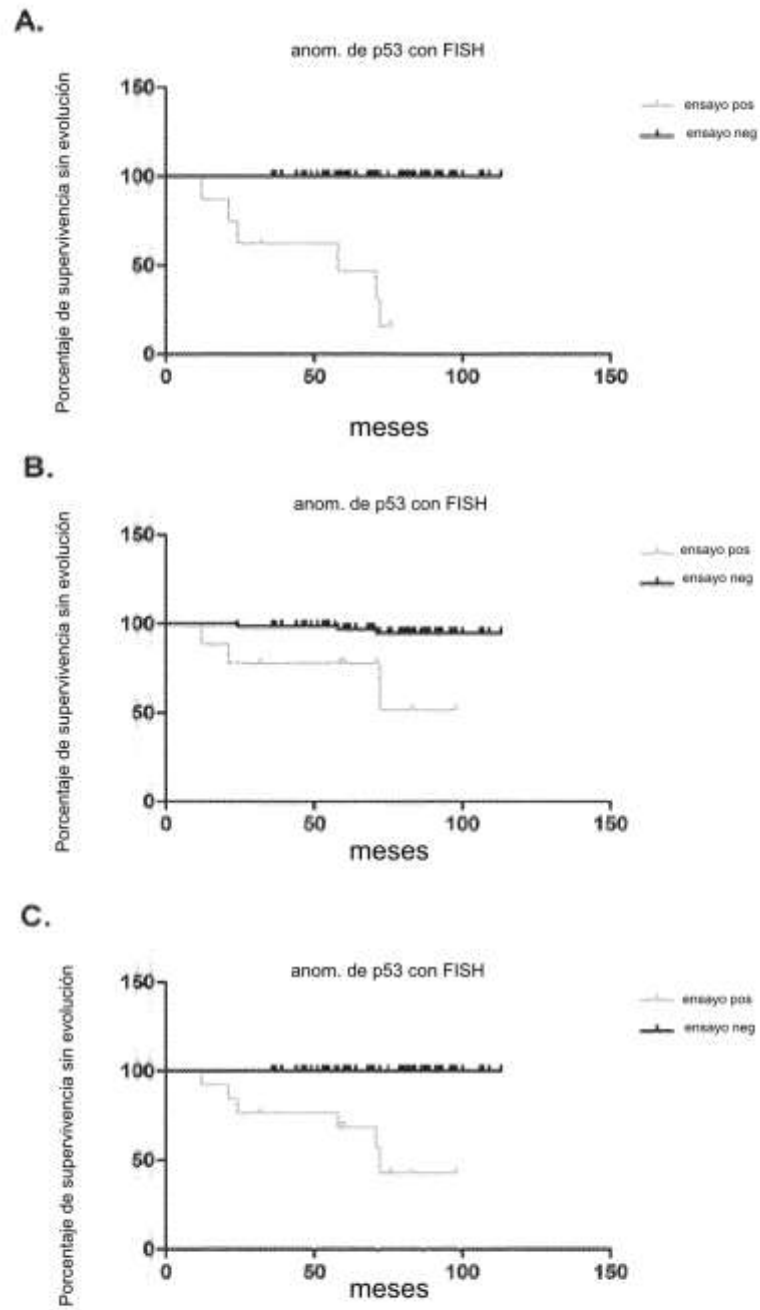 A.
anom. de p53 con FISH
Porcentaje de supervivencia sin evolución
150
100
50
0
0 50 100 150
meses
ensayo pos
ensayo neg
B.
anom. de p53 con FISH
Porcentaje de supervivencia sin evolución
150
100
50
0
0 50 100 150
meses
ensayo pos
ensayo neg
C.
anom. de p53 con FISH
Porcentaje de supervivencia sin evolución
150
100
50
0
0 50 100 150
meses
ensayo pos
ensayo neg